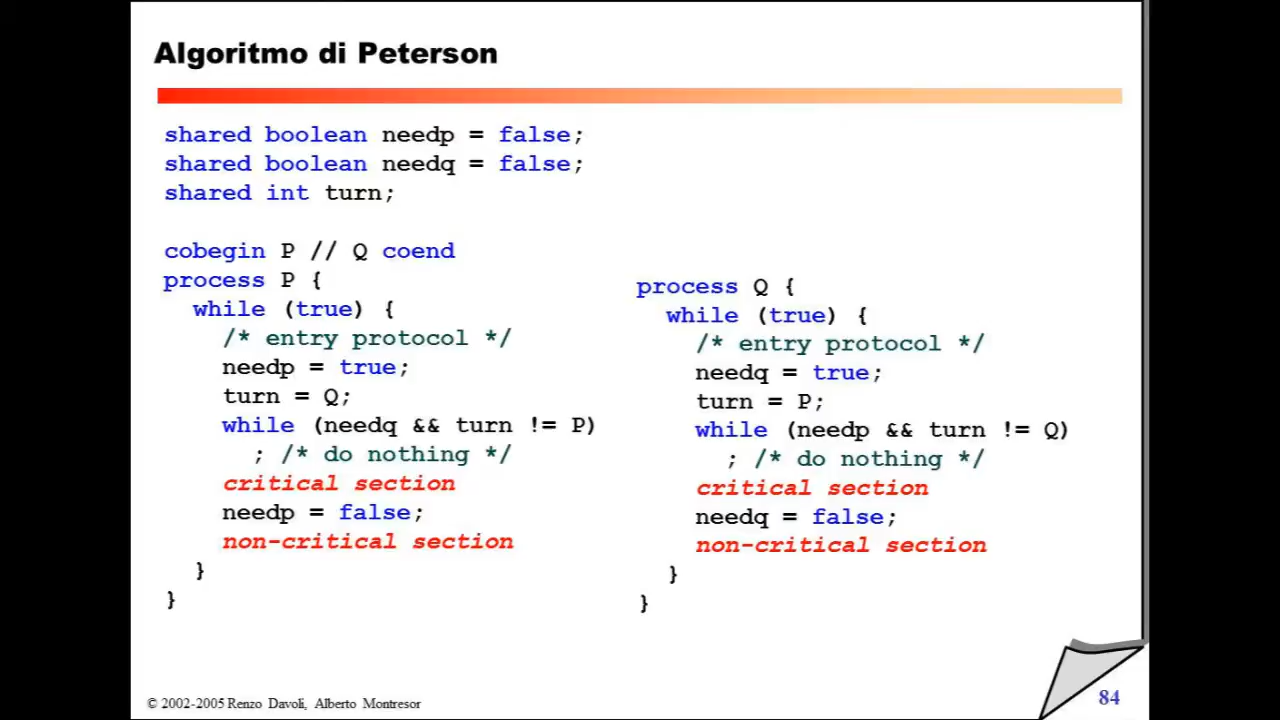 Algoritmo di Peterson
shared boolean needp = false;
shared boolean needq = false;
shared int turn;
cobegin P // Q coend
process P {
while (true) {
/* entry protocol */
needp = true;
turn = Q;
while (needq && turn != P)
; /* do nothing */
critical section
needp = false;
non-critical section
}
}
process Q {
while (true) {
/* entry protocol */
needq = true;
turn = P;
while (needp && turn != Q)
; /* do nothing */
critical section
needq = false;
non-critical section
}
}
© 2002-2005 Renzo Davoli, Alberto Montresor
84